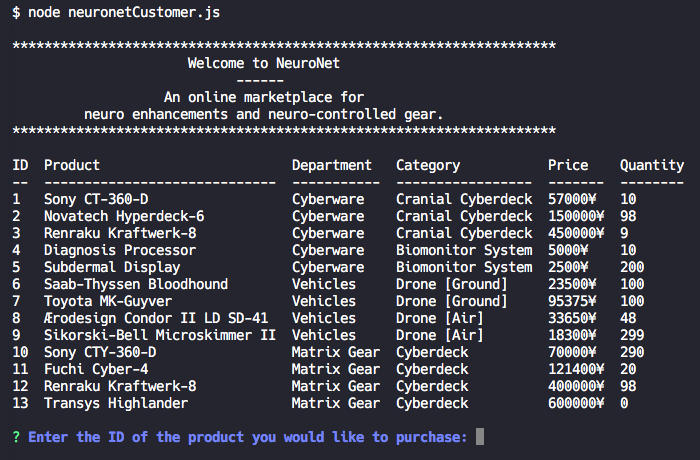 $ node neuronetCustomer.js
********************************************************************
Welcome to NeuroNet
------
An online marketplace for
neuro enhancements and neuro-controlled gear.
********************************************************************
ID  Product                        Department   Category           Price    Quantity
--  -----------------------------  -----------  -----------------  -------  --------
1   Sony CT-360-D                  Cyberware    Cranial Cyberdeck  57000¥   10
2   Novatech Hyperdeck-6           Cyberware    Cranial Cyberdeck  150000¥  98
3   Renraku Kraftwerk-8            Cyberware    Cranial Cyberdeck  450000¥  9
4   Diagnosis Processor            Cyberware    Biomonitor System  5000¥    10
5   Subdermal Display              Cyberware    Biomonitor System  2500¥    200
6   Saab-Thyssen Bloodhound        Vehicles     Drone [Ground]     23500¥   100
7   Toyota MK-Guyver               Vehicles     Drone [Ground]     95375¥   100
8   Ærodesign Condor II LD SD-41   Vehicles     Drone [Air]        33650¥   48
9   Sikorski-Bell Microskimmer II  Vehicles     Drone [Air]        18300¥   299
10  Sony CTY-360-D                 Matrix Gear  Cyberdeck          70000¥   290
11  Fuchi Cyber-4                  Matrix Gear  Cyberdeck          121400¥  20
12  Renraku Kraftwerk-8            Matrix Gear  Cyberdeck          400000¥  98
13  Transys Highlander             Matrix Gear  Cyberdeck          600000¥  0
? Enter the ID of the product you would like to purchase: